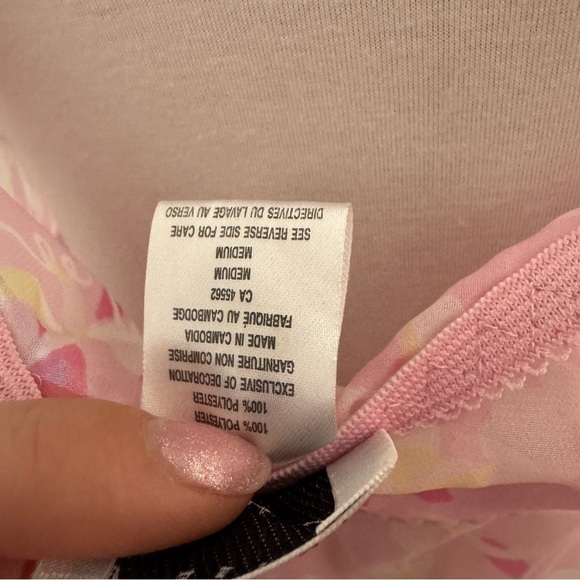 100% POLYESTER
100% POLYESTER
EXCLUSIVE OF DECORATION
GARNITURE NON COMPRISE
MADE IN CAMBODIA
FABRIQUÉ AU CAMBODGE
CA 45562
MEDIUM
MEDIUM
SEE REVERSE SIDE FOR CARE
DIRECTIVES DU LAVAGE AU VERSO